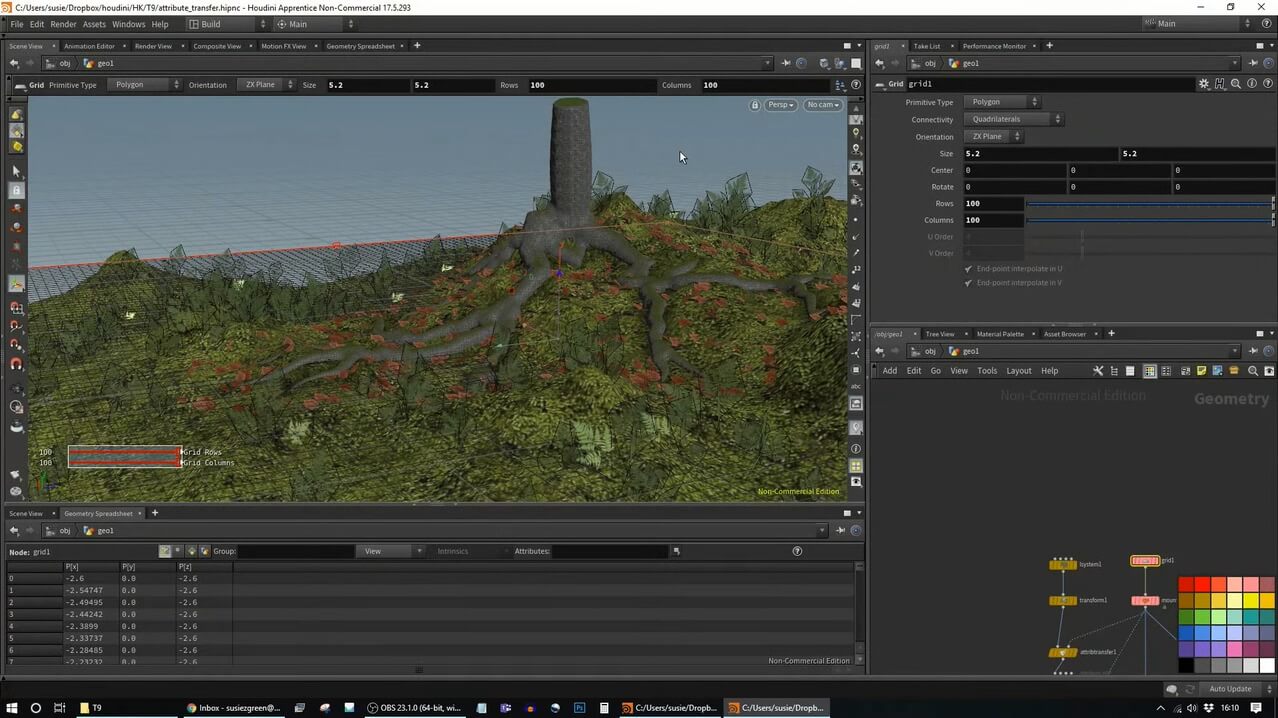 C:/Users/susie/Dropbox/houdini/HK/T9/attribute_transfer.hipnc - Houdini Apprentice Non-Commercial 17.5.293
File Edit Render Assets Windows Help Build Main Main
Scene View Animation Editor Render View Composite View Motion FX View Geometry Spreadsheet
obj geo1
Grid Primitive Type Polygon Orientation ZX Plane Size 5.2 5.2 Rows 100 Columns 100
Persp No cam
100 Grid Rows
100 Grid Columns
Non-Commercial Edition
grid1 Take List Performance Monitor
obj geo1
Grid grid1
Primitive Type Polygon
Connectivity Quadrilaterals
Orientation ZX Plane
Size 5.2 5.2
Center 0 0 0
Rotate 0 0 0
Rows 100
Columns 100
U Order 4
V Order 4
End-point interpolate in U
End-point interpolate in V
/obj/geo1 Tree View Material Palette Asset Browser
obj geo1
Add Edit Go View Tools Layout Help
Non-Commercial Edition Geometry
lsystem1 grid1
transform1 moun
attribtransfer1
Scene View Geometry Spreadsheet
obj geo1
Node: grid1 Group: View Intrinsics Attributes:
P[x] P[y] P[z]
0 -2.6 0.0 -2.6
1 -2.54747 0.0 -2.6
2 -2.49495 0.0 -2.6
3 -2.44242 0.0 -2.6
4 -2.3899 0.0 -2.6
5 -2.33737 0.0 -2.6
6 -2.28485 0.0 -2.6
7 -2.23232 0.0 -2.6
Non-Commercial Edition
Auto Update
T9 Inbox - susiezgreen@... OBS 23.1.0 (64-bit, wi... C:/Users/susie/Dropb... C:/Users/susie/Dropb... 16:10